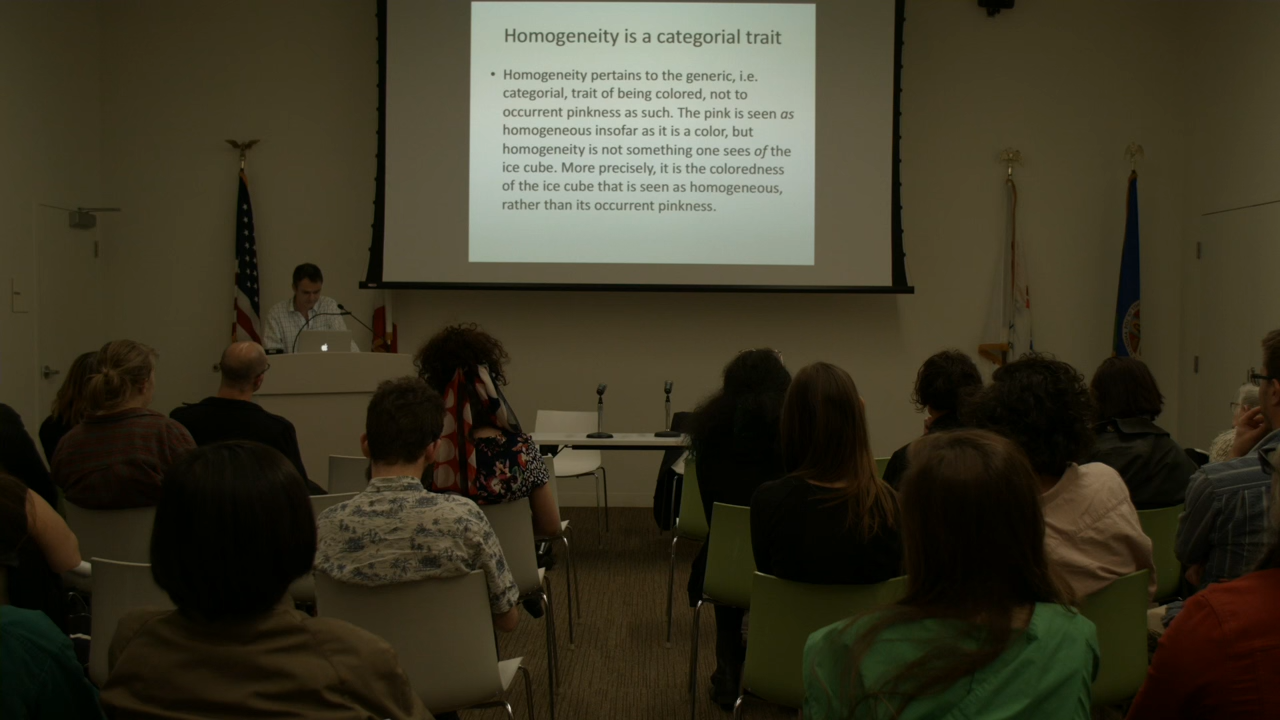 Homogeneity is a categorial trait
• Homogeneity pertains to the generic, i.e.
categorial, trait of being colored, not to
occurrent pinkness as such. The pink is seen as
homogeneous insofar as it is a color, but
homogeneity is not something one sees of the
ice cube. More precisely, it is the coloredness
of the ice cube that is seen as homogeneous,
rather than its occurrent pinkness.